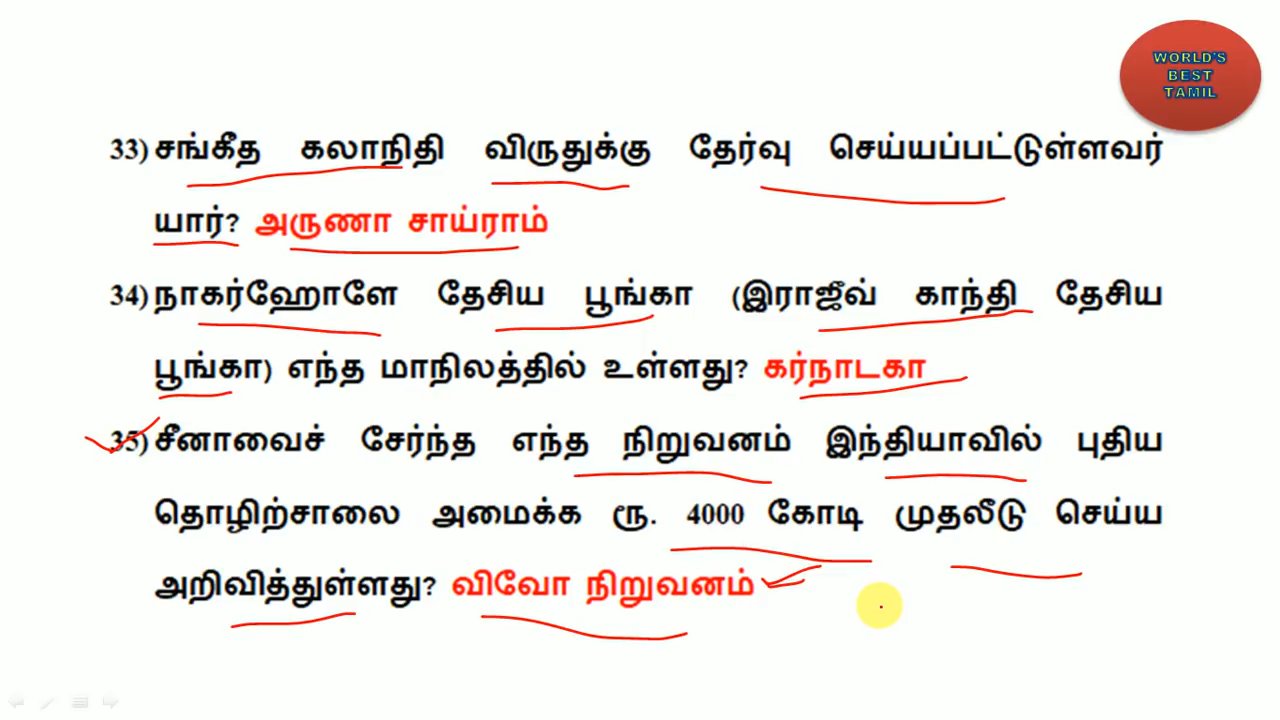 WORLD'S
BEST
TAMIL
33) சங்கீத கலாநிதி விருதுக்கு தேர்வு செய்யப்பட்டுள்ளவர்
யார்? அருணா சாய்ராம்
34) நாகர்ஹோளே தேசிய பூங்கா (இராஜீவ் காந்தி தேசிய
பூங்கா) எந்த மாநிலத்தில் உள்ளது? கர்நாடகா
35) சீனாவைச் சேர்ந்த எந்த நிறுவனம் இந்தியாவில் புதிய
தொழிற்சாலை அமைக்க ரூ. 4000 கோடி முதலீடு செய்ய
அறிவித்துள்ளது? விவோ நிறுவனம்